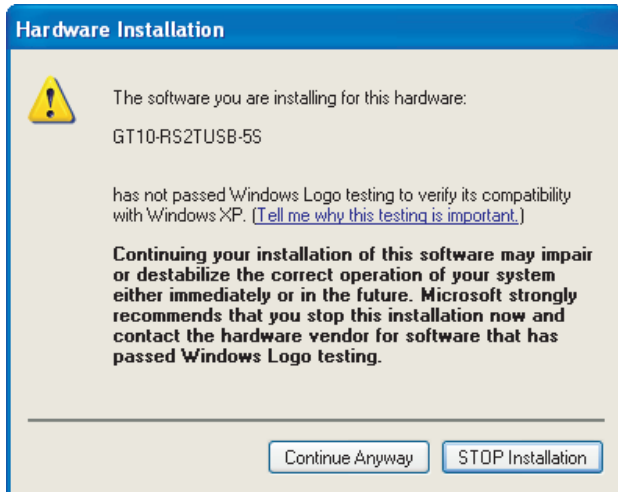 Hardware Installation
The software you are installing for this hardware:
GT10-RS2TUSB-5S
has not passed Windows Logo testing to verify its compatibility
with Windows XP. (Tell me why this testing is important.)
Continuing your installation of this software may impair
or destabilize the correct operation of your system
either immediately or in the future. Microsoft strongly
recommends that you stop this installation now and
contact the hardware vendor for software that has
passed Windows Logo testing.
Continue Anyway STOP Installation